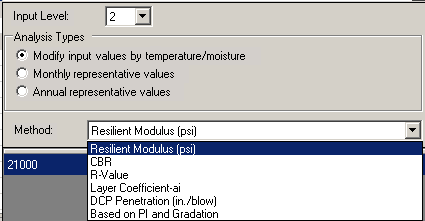 Input Level: 2
Analysis Types
Modify input values by temperature/moisture
Monthly representative values
Annual representative values
Method: Resilient Modulus (psi)
Resilient Modulus (psi)
21000 CBR
R-Value
Layer Coefficient-ai
DCP Penetration (in./blow)
Based on PI and Gradation